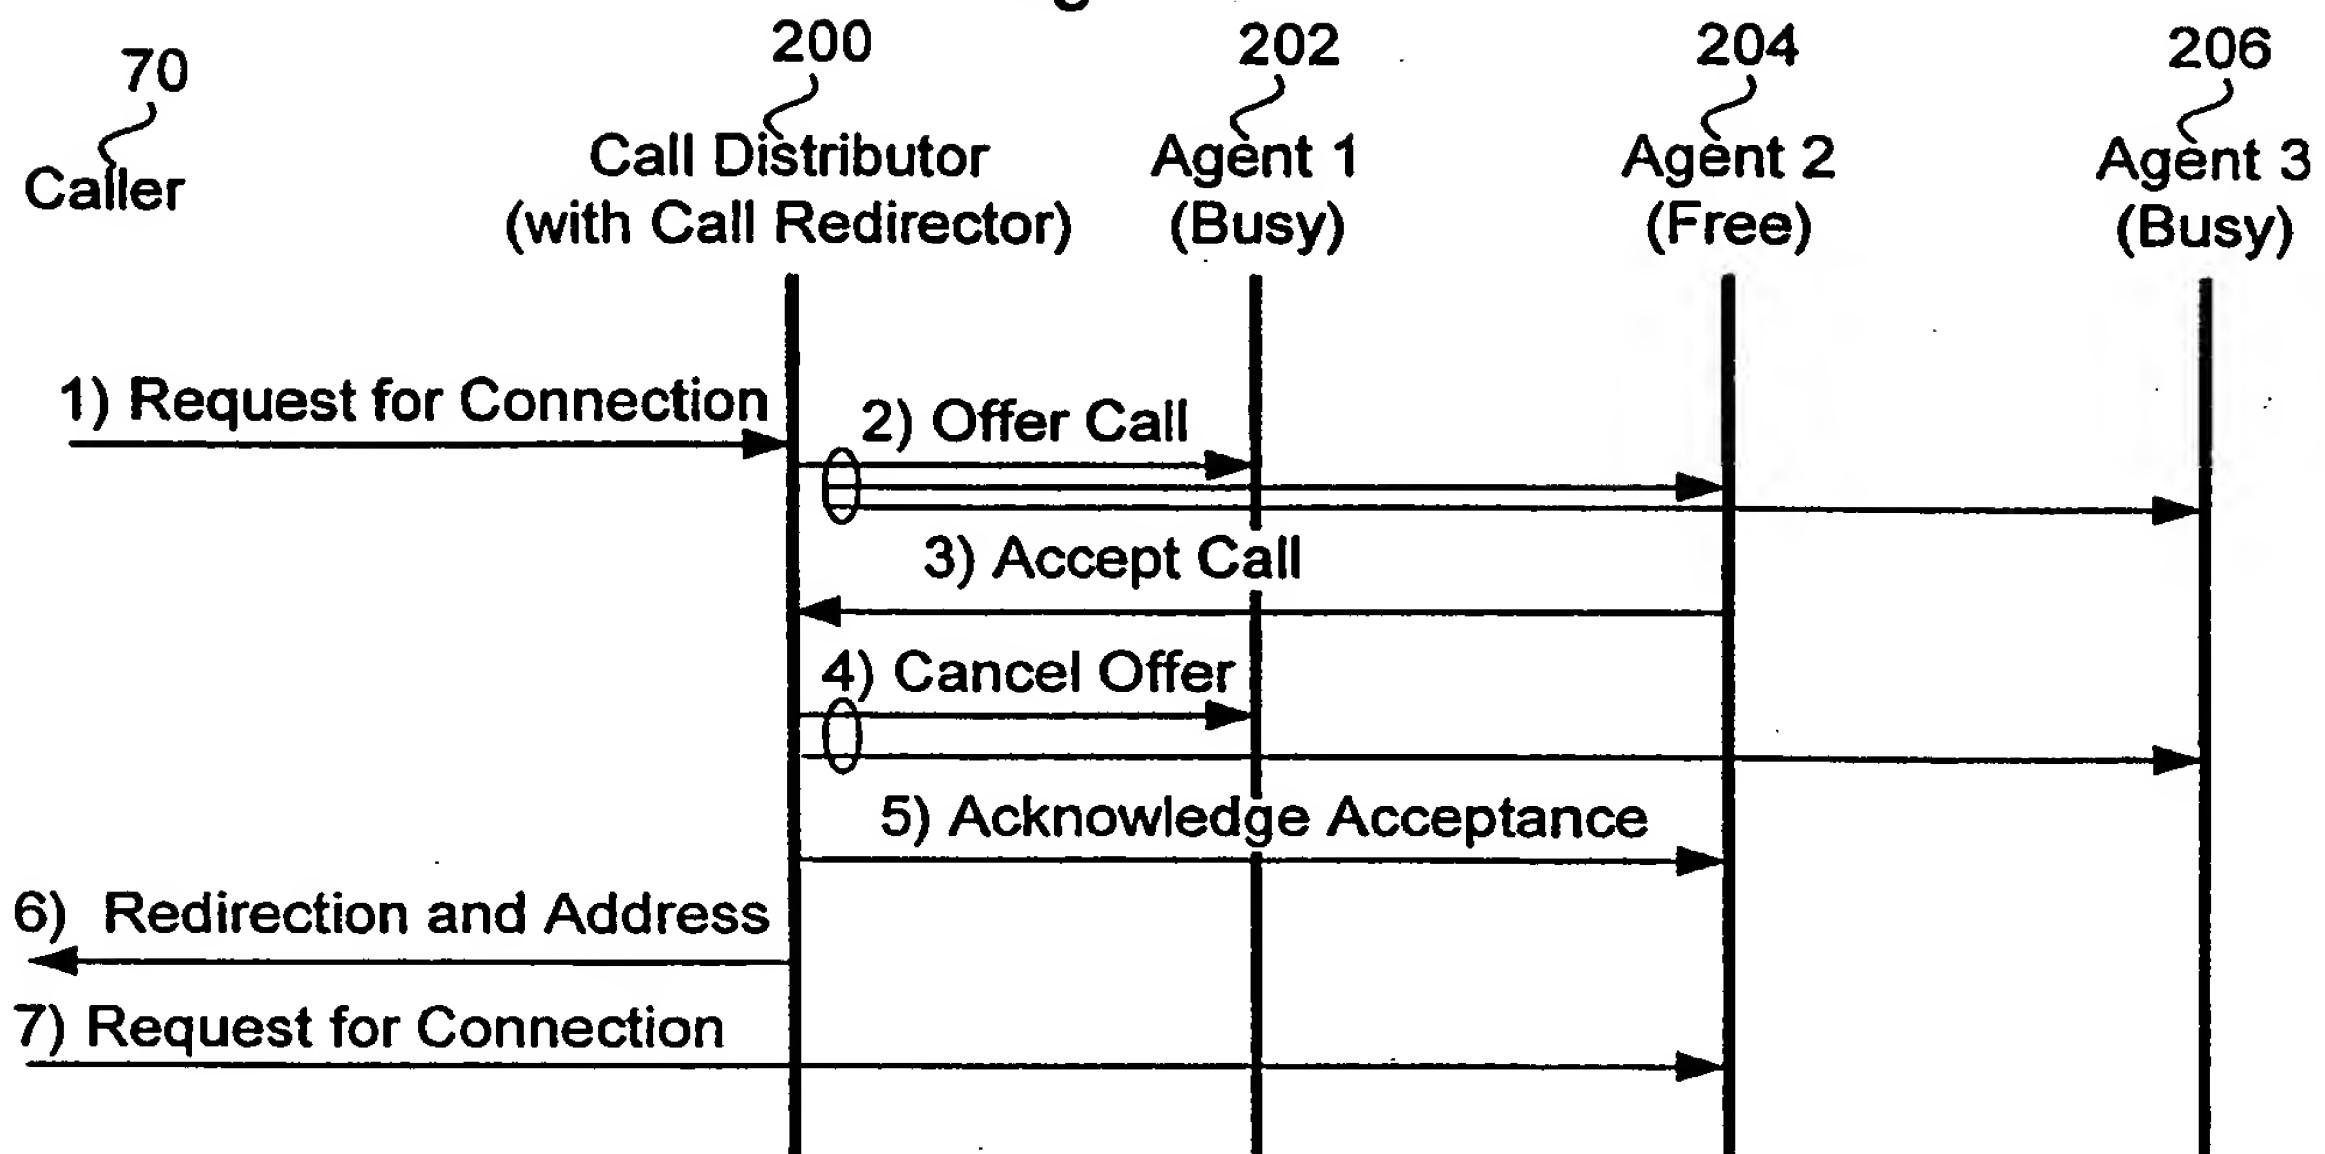 70
200
202
204
206
Caller
Call Distributor
(with Call Redirector)
Agent 1
(Busy)
Agent 2
(Free)
Agent 3
(Busy)
1) Request for Connection
2) Offer Call
3) Accept Call
4) Cancel Offer
5) Acknowledge Acceptance
6) Redirection and Address
7) Request for Connection